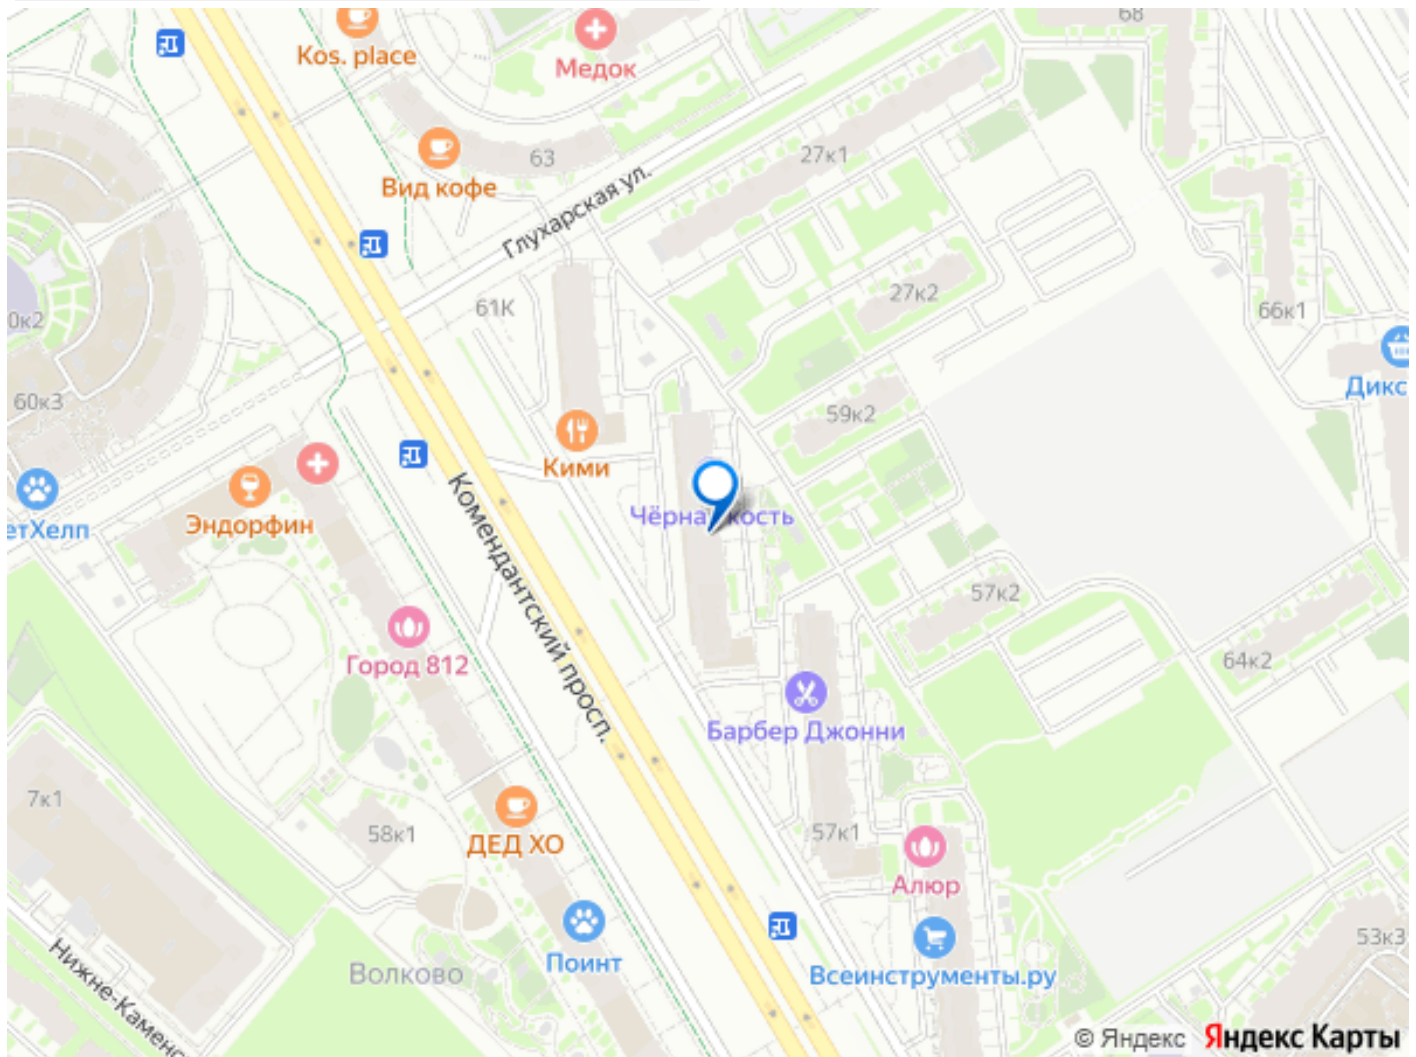 68
Kos. place
Медок
63
27к1
Вид кофе
Глухарская ул.
27к2
0к2
61К
66к1
Дикс
60к3
59к2
Кими
Комендантский просп.
етХелп
Эндорфин
Чёрна кость
57к2
Город 812
64к2
Барбер Джонни
7к1
58к1
ДЕД ХО
57к1
Алюр
Поинт
Волково
Всеинструменты.ру
53к3
Нижне-Каменс
© Яндекс Яндекс Карты